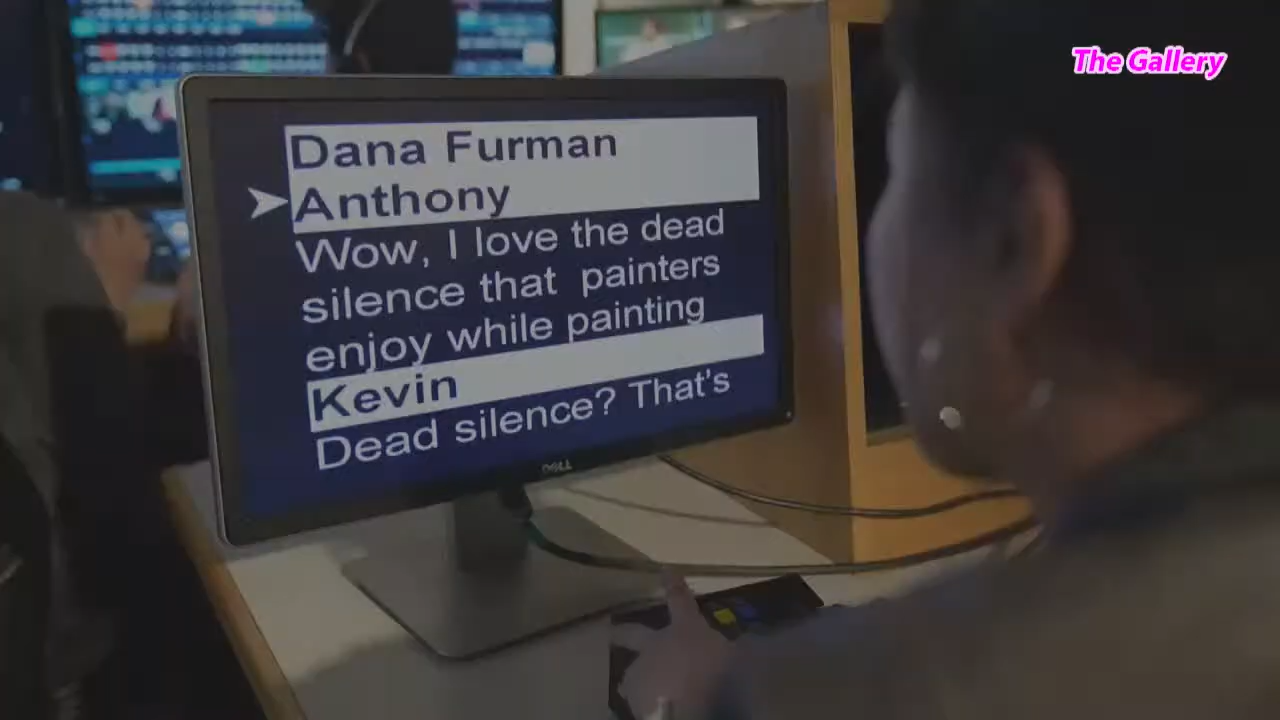 The Gallery
Dana Furman
Anthony
Wow, I love the dead
silence that painters
enjoy while painting
Kevin
Dead silence? That's
DELL